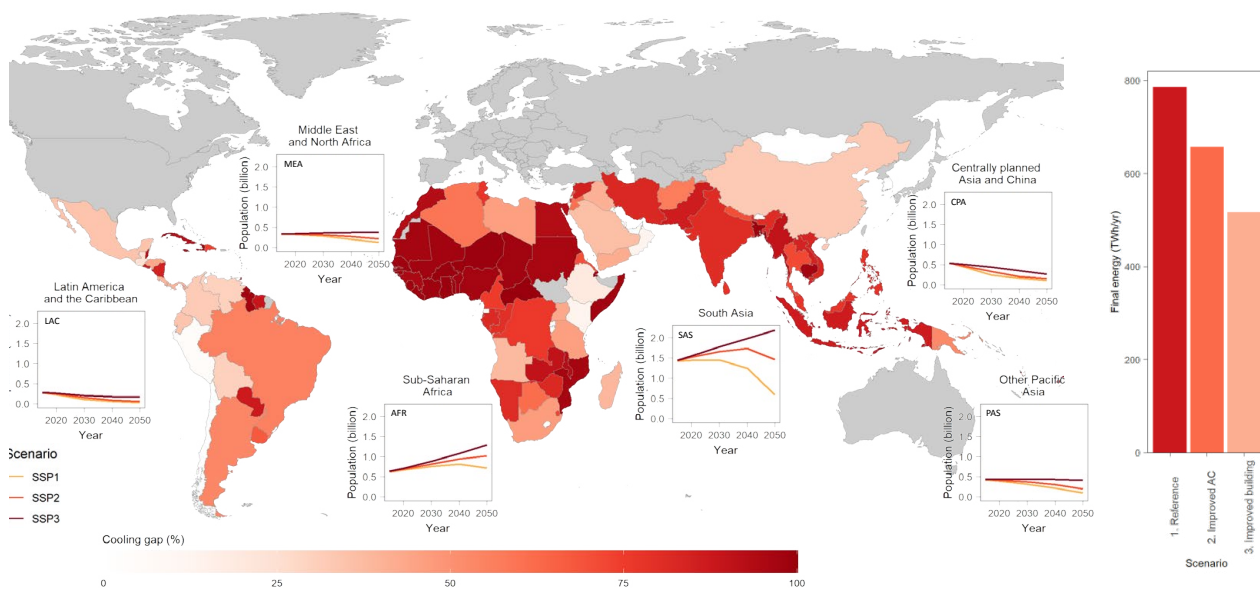 Middle East
and North Africa
MEA
Population (billion)
2.0
1.5
1.0
0.5
0.0
2020 2030 2040 2050
Year
Centrally planned
Asia and China
CPA
Population (billion)
2.0
1.5
1.0
0.5
0.0
2020 2030 2040 2050
Year
Latin America
and the Caribbean
LAC
2.0
1.5
1.0
0.5
0.0
2020 2030 2040 2050
Year
South Asia
SAS
Population (billion)
2.0
1.5
1.0
0.5
0.0
2020 2030 2040 2050
Year
Sub-Saharan
Africa
AFR
Population (billion)
2.0
1.5
1.0
0.5
0.0
2020 2030 2040 2050
Year
Other Pacific
Asia
PAS
Population (billion)
2.0
1.5
1.0
0.5
0.0
2020 2030 2040 2050
Year
Scenario
SSP1
SSP2
SSP3
Cooling gap (%)
0 25 50 75 100
Final energy (TWh/yr)
800
600
400
200
0
1. Reference
2. Improved AC
3. Improved building
Scenario